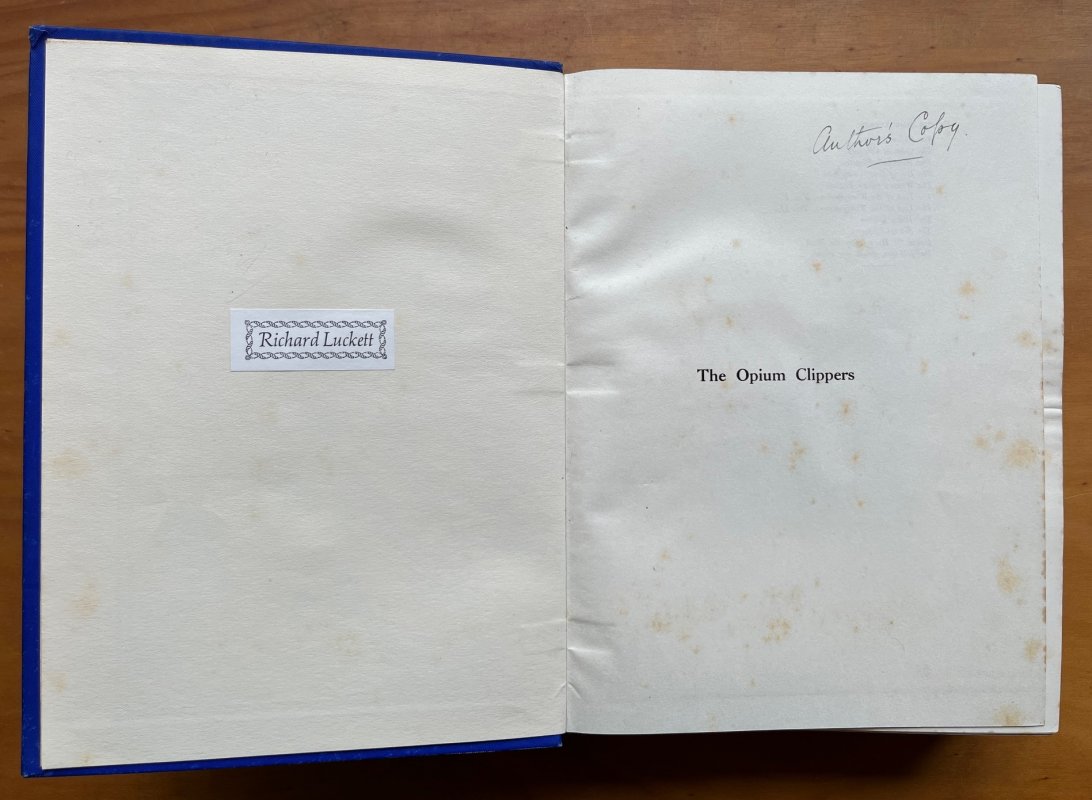 Richard Luckett
Author's Copy.
The Opium Clippers